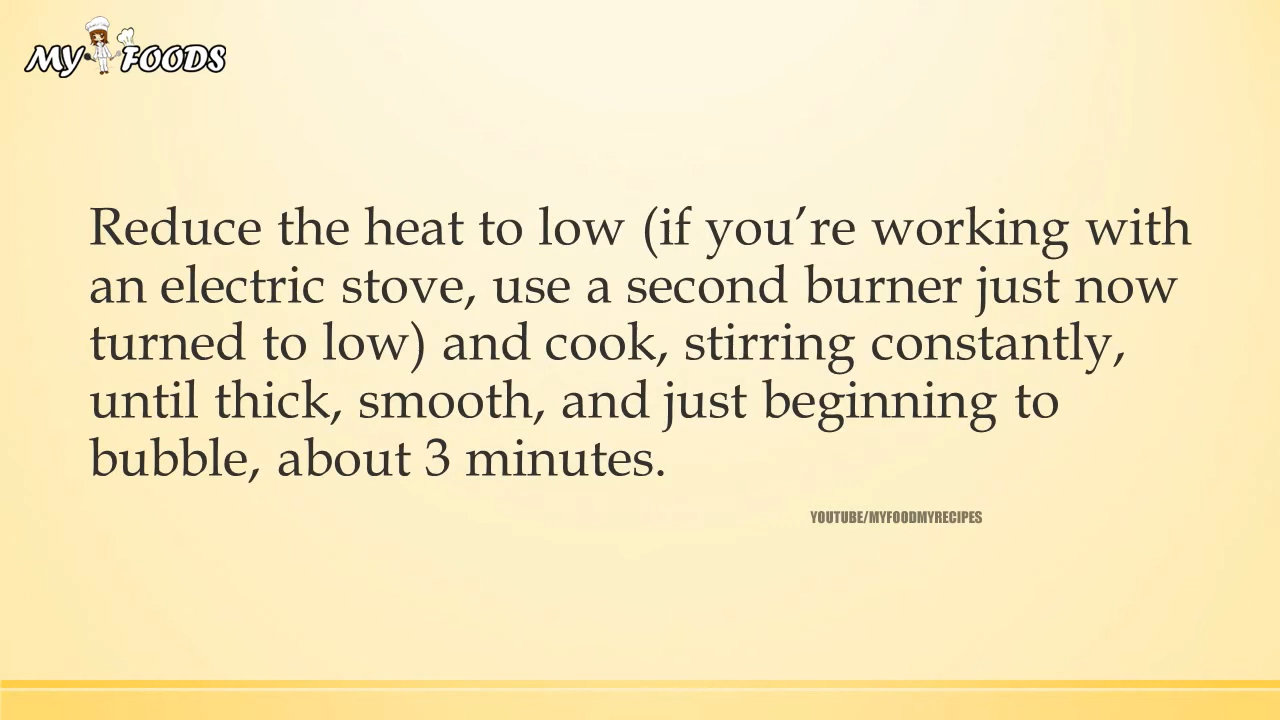 MY FOODS
Reduce the heat to low (if you’re working with
an electric stove, use a second burner just now
turned to low) and cook, stirring constantly,
until thick, smooth, and just beginning to
bubble, about 3 minutes.
YOUTUBE/MYFOODMYRECIPES